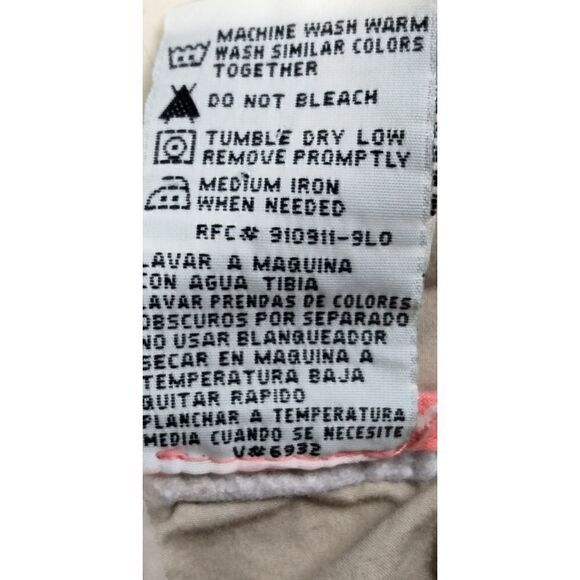 MACHINE WASH WARM
WASH SIMILAR COLORS
TOGETHER
DO NOT BLEACH
TUMBLE DRY LOW
REMOVE PROMPTLY
MEDIUM IRON
WHEN NEEDED
RFC# 910911-9L0
LAVAR A MAQUINA
CON AGUA TIBIA
LAVAR PRENDAS DE COLORES
OBSCUROS POR SEPARADO
NO USAR BLANQUEADOR
SECAR EN MAQUINA A
TEMPERATURA BAJA
QUITAR RAPIDO
PLANCHAR A TEMPERATURA
MEDIA CUANDO SE NECESITE
V#6932